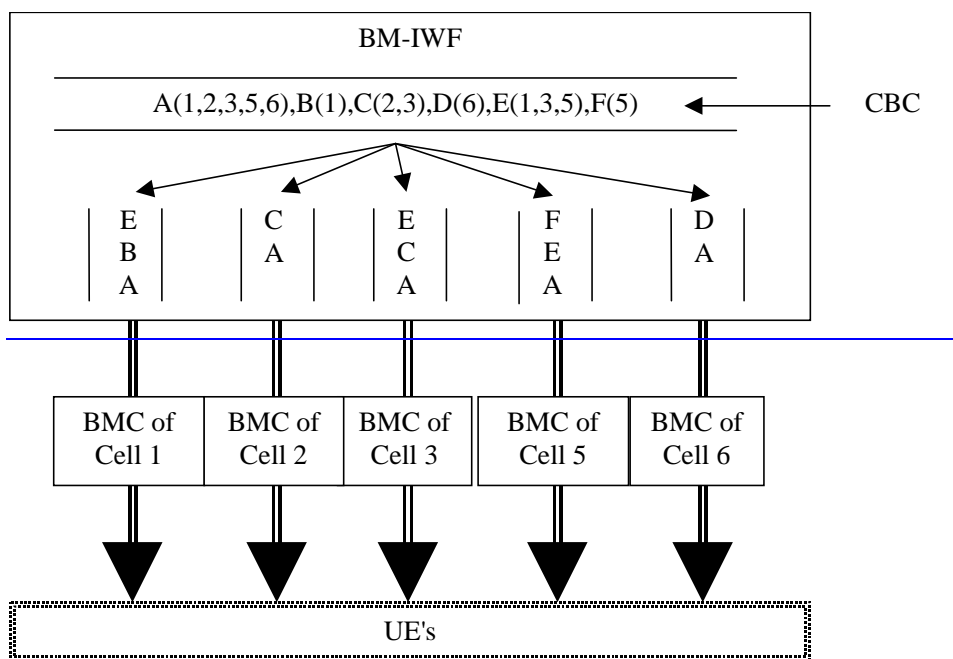 BM-IWF
A(1,2,3,5,6),B(1),C(2,3),D(6),E(1,3,5),F(5)
CBC
E
B
A
C
A
E
C
A
F
E
A
D
A
BMC of
Cell 1
BMC of
Cell 2
BMC of
Cell 3
BMC of
Cell 5
BMC of
Cell 6
UE's